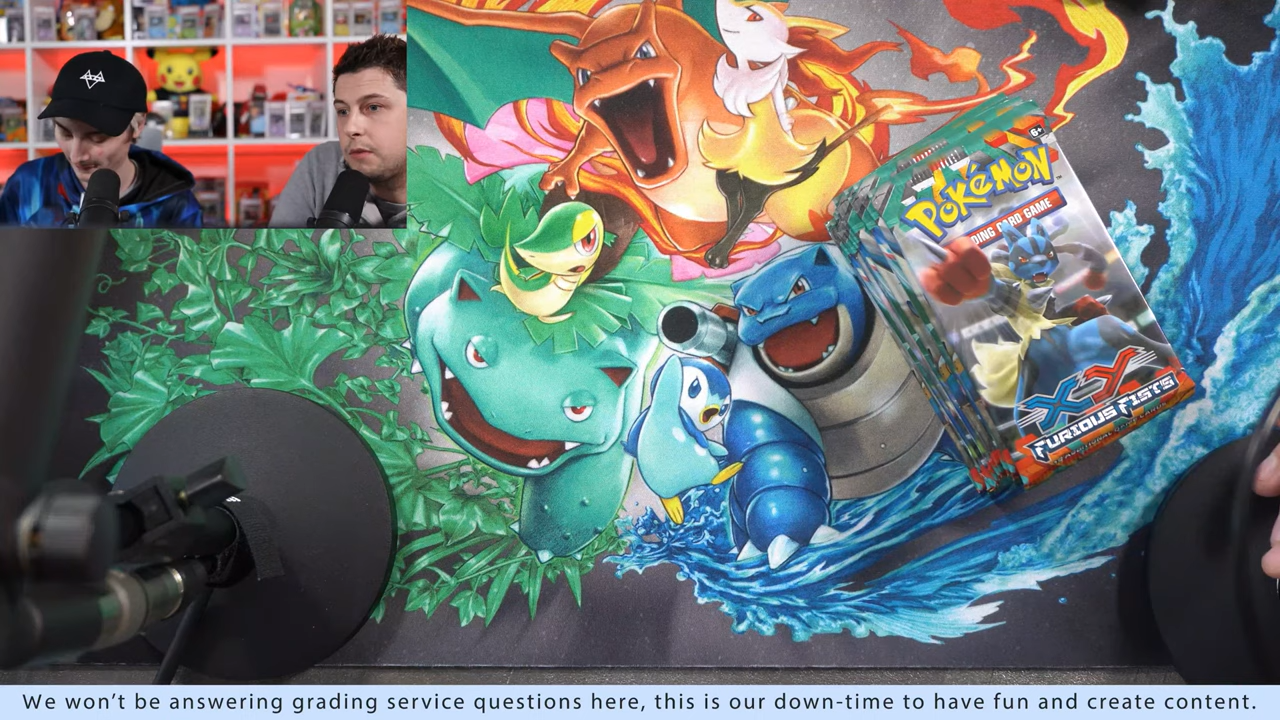 6+
POKéMON
DING CARD GAME
XY
FURIOUS FISTS
We won't be answering grading service questions here, this is our down-time to have fun and create content.